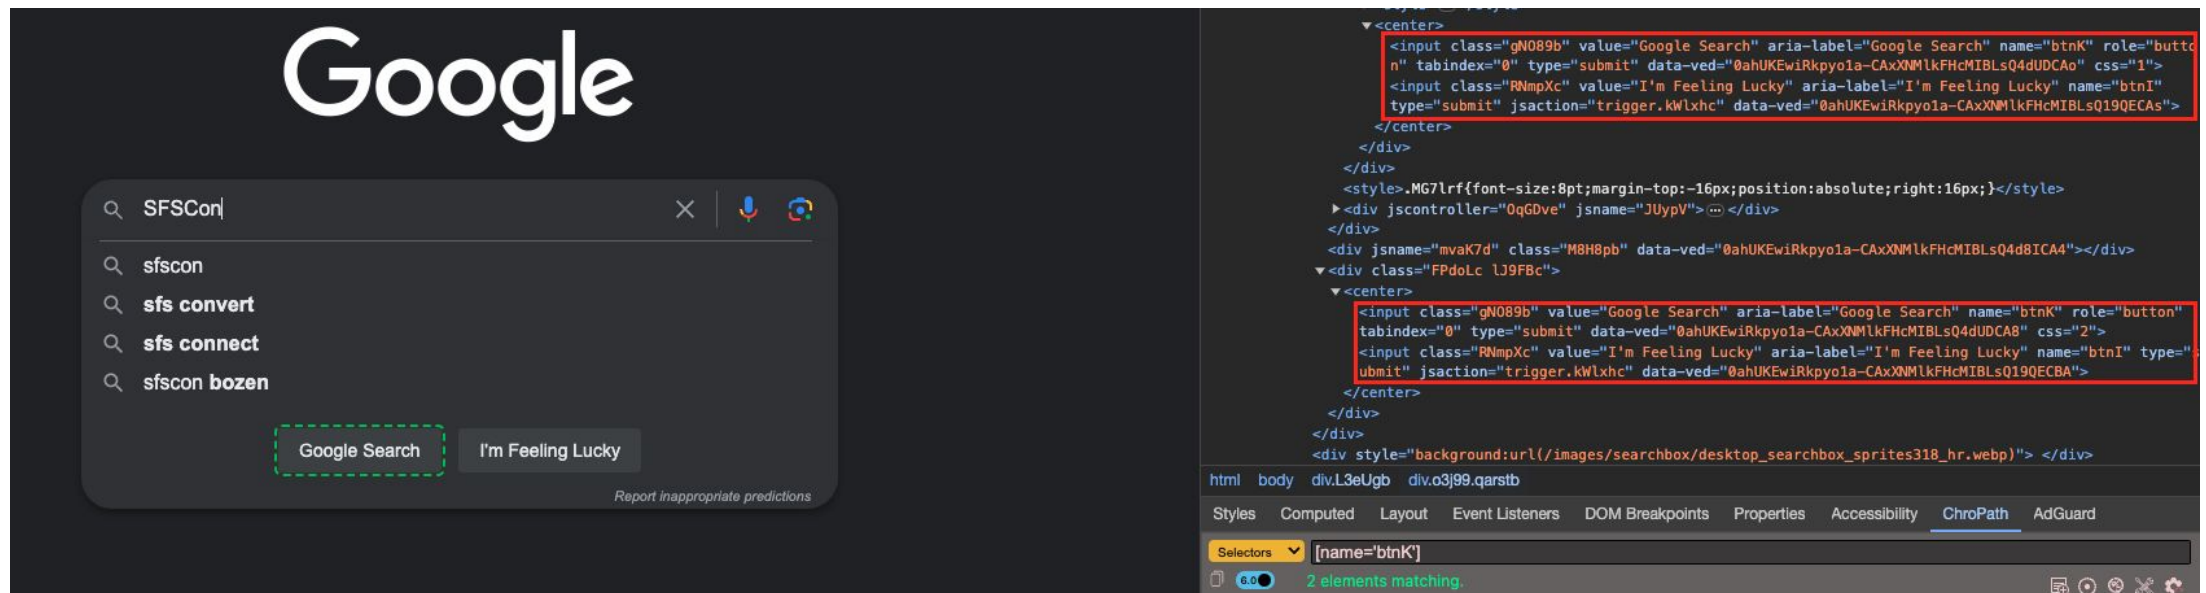 Google
SFSCon
sfscon
sfs convert
sfs connect
sfscon bozen
Google Search
I'm Feeling Lucky
Report inappropriate predictions
▼<center>
<input class="gNO89b" value="Google Search" aria-label="Google Search" name="btnK" role="butto
n" tabindex="0" type="submit" data-ved="0ahUKEwiRkpyo1a-CAxXNMlkFHcMIBLsQ4dUDCAo" css="1">
<input class="RNmpXc" value="I'm Feeling Lucky" aria-label="I'm Feeling Lucky" name="btnI"
type="submit" jsaction="trigger.kWlxhc" data-ved="0ahUKEwiRkpyo1a-CAxXNMlkFHcMIBLsQ19QECAs">
</center>
</div>
</div>
<style>.MG7lrf{font-size:8pt;margin-top:-16px;position:absolute;right:16px;}</style>
▶<div jscontroller="OqGDve" jsname="JUypV">…</div>
</div>
<div jsname="mvaK7d" class="M8H8pb" data-ved="0ahUKEwiRkpyo1a-CAxXNMlkFHcMIBLsQ4d8ICA4"></div>
▼<div class="FPdoLc lJ9FBc">
▼<center>
<input class="gNO89b" value="Google Search" aria-label="Google Search" name="btnK" role="button"
tabindex="0" type="submit" data-ved="0ahUKEwiRkpyo1a-CAxXNMlkFHcMIBLsQ4dUDCA8" css="2">
<input class="RNmpXc" value="I'm Feeling Lucky" aria-label="I'm Feeling Lucky" name="btnI" type="s
ubmit" jsaction="trigger.kWlxhc" data-ved="0ahUKEwiRkpyo1a-CAxXNMlkFHcMIBLsQ19QECBA">
</center>
</div>
</div>
<div style="background:url(/images/searchbox/desktop_searchbox_sprites318_hr.webp)"> </div>
html body div.L3eUgb div.o3j99.qarstb
Styles Computed Layout Event Listeners DOM Breakpoints Properties Accessibility ChroPath AdGuard
Selectors [name='btnK']
6.0 2 elements matching.